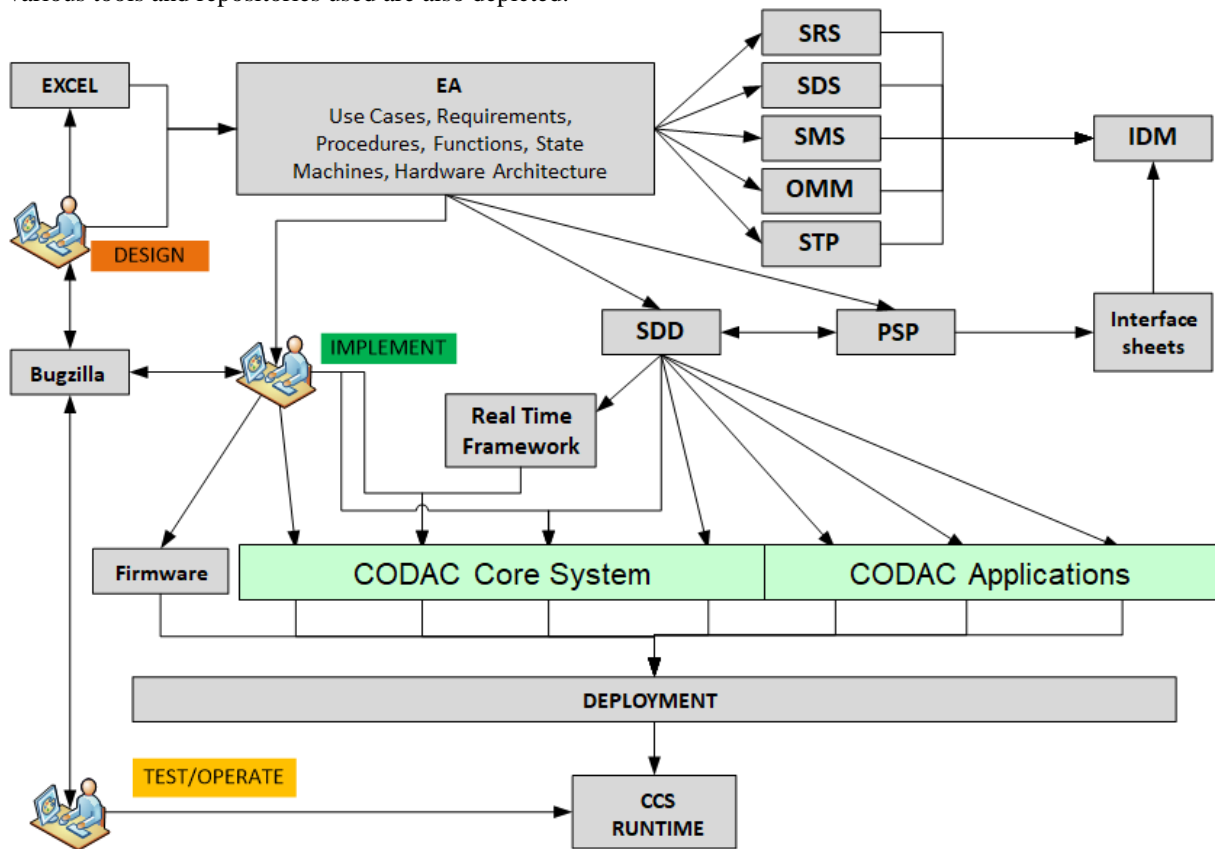 various tools and repositories used are also depicted.
SRS
EXCEL
EA
Use Cases, Requirements,
Procedures, Functions, State
Machines, Hardware Architecture
SDS
SMS
IDM
OMM
STP
DESIGN
SDD
PSP
Interface
sheets
IMPLEMENT
Bugzilla
Real Time
Framework
Firmware
CODAC Core System
CODAC Applications
DEPLOYMENT
TEST/OPERATE
CCS
RUNTIME